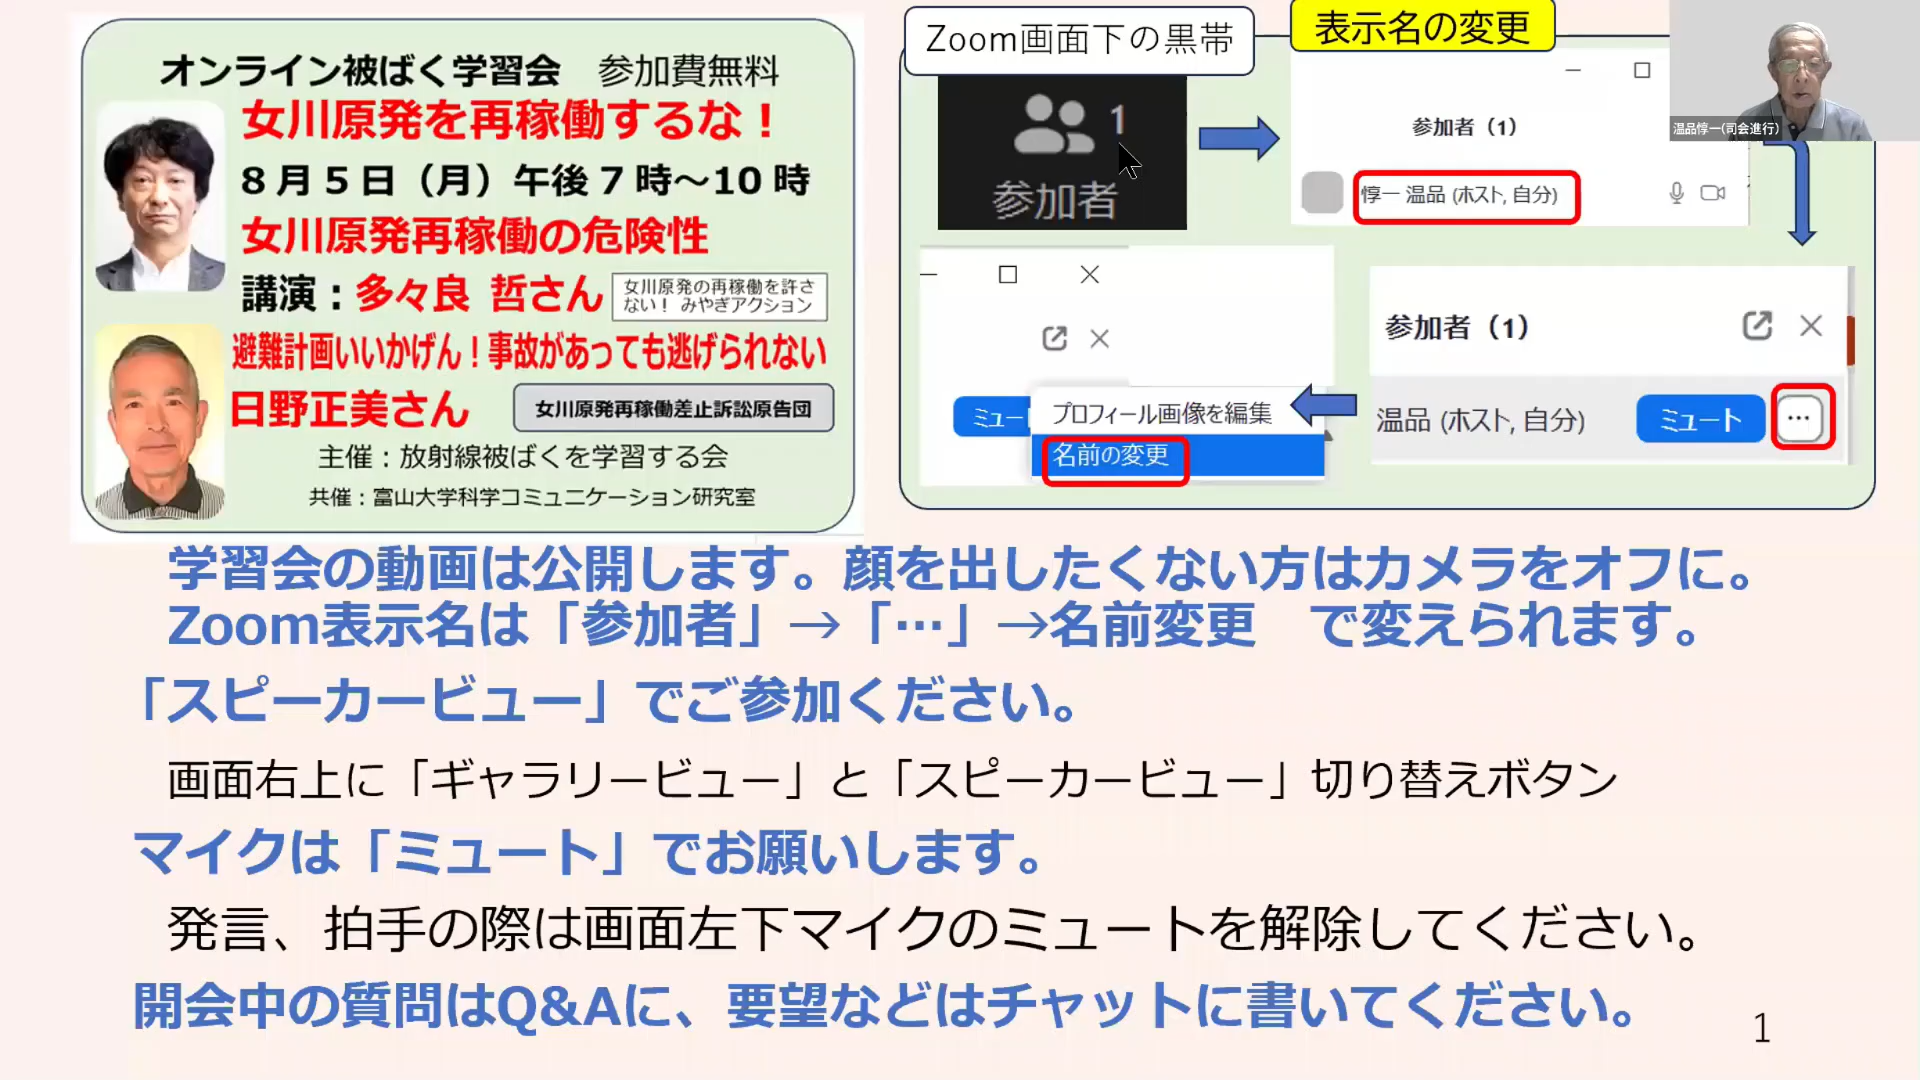 オンライン被ばく学習会　参加費無料
女川原発を再稼働するな！
８月５日（月）午後７時～10時
女川原発再稼働の危険性
講演：多々良 哲さん
女川原発の再稼働を許さ
ない！ みやぎアクション
避難計画いいかげん！事故があっても逃げられない
日野正美さん
女川原発再稼働差止訴訟原告団
主催：放射線被ばくを学習する会
共催：富山大学科学コミュニケーション研究室
Zoom画面下の黒帯
1
参加者
表示名の変更
参加者（1）
惇一 温品 (ホスト, 自分)
温品惇一(司会進行)
参加者（1）
温品 (ホスト, 自分)
ミュート
…
ミュー
プロフィール画像を編集
名前の変更
学習会の動画は公開します。顔を出したくない方はカメラをオフに。
Zoom表示名は「参加者」→「…」→名前変更　で変えられます。
「スピーカービュー」でご参加ください。
画面右上に「ギャラリービュー」と「スピーカービュー」切り替えボタン
マイクは「ミュート」でお願いします。
発言、拍手の際は画面左下マイクのミュートを解除してください。
開会中の質問はQ&Aに、要望などはチャットに書いてください。
1